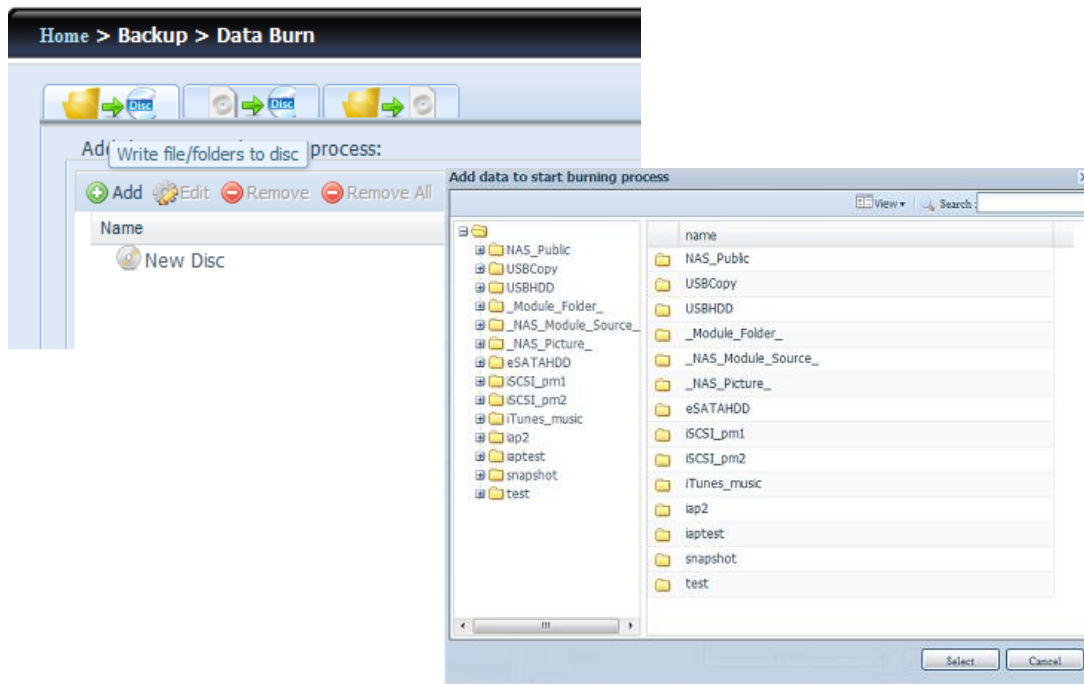 Home > Backup > Data Burn
Disc
Disc
Write file/folders to disc
process:
Add
Edit
Remove
Remove All
Name
New Disc
Add data to start burning process
View
Search:
NAS_Public
USBCopy
USBHDD
_Module_Folder_
_NAS_Module_Source_
_NAS_Picture_
eSATAHDD
iSCSI_pm1
iSCSI_pm2
iTunes_music
iap2
iaptest
snapshot
test
name
NAS_Public
USBCopy
USBHDD
_Module_Folder_
_NAS_Module_Source_
_NAS_Picture_
eSATAHDD
iSCSI_pm1
iSCSI_pm2
iTunes_music
iap2
iaptest
snapshot
test
Select
Cancel